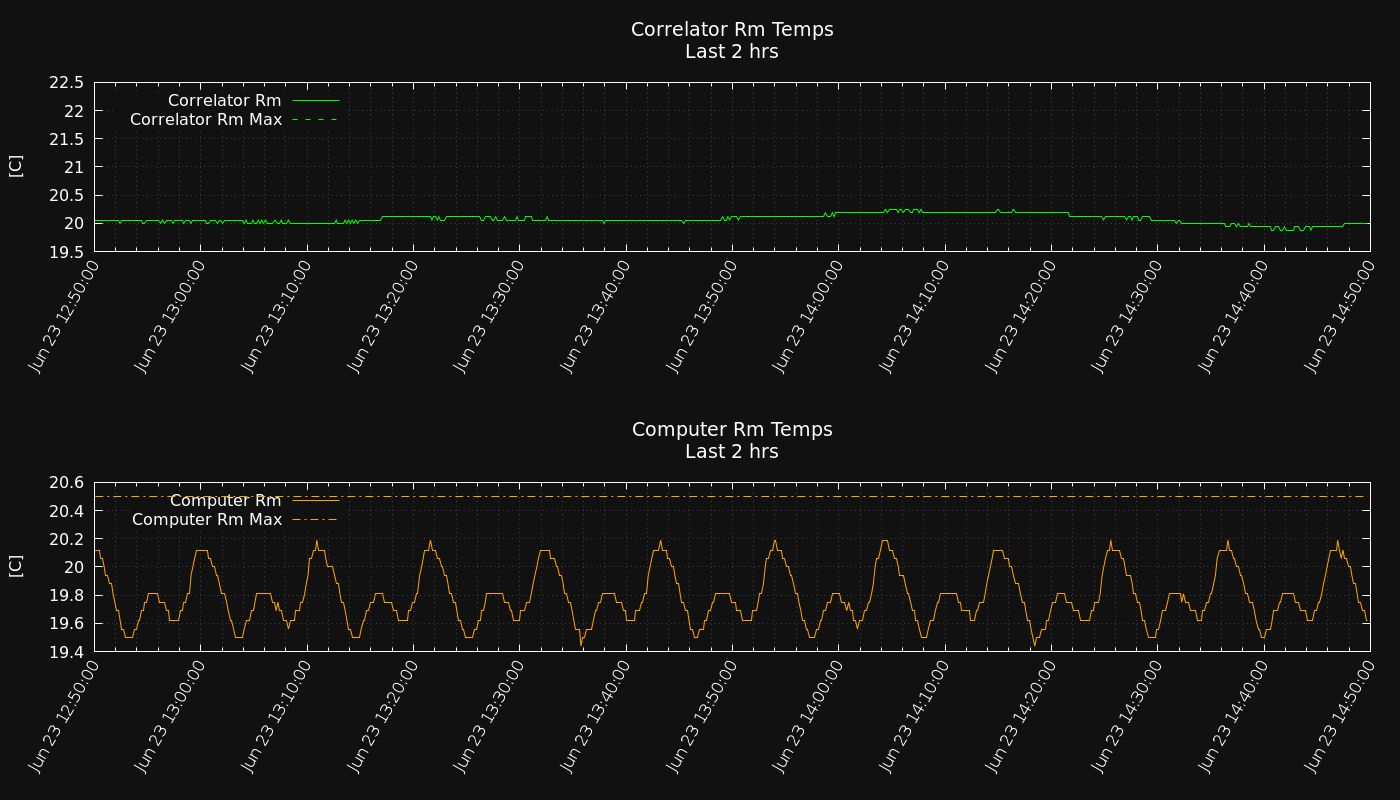 Correlator Rm Temps
Last 2 hrs
22.5
22
21.5
21
20.5
20
19.5
[C]
Correlator Rm
Correlator Rm Max
Jun 23 12:50:00
Jun 23 13:00:00
Jun 23 13:10:00
Jun 23 13:20:00
Jun 23 13:30:00
Jun 23 13:40:00
Jun 23 13:50:00
Jun 23 14:00:00
Jun 23 14:10:00
Jun 23 14:20:00
Jun 23 14:30:00
Jun 23 14:40:00
Jun 23 14:50:00
Computer Rm Temps
Last 2 hrs
20.6
20.4
20.2
20
19.8
19.6
19.4
[C]
Computer Rm
Computer Rm Max
Jun 23 12:50:00
Jun 23 13:00:00
Jun 23 13:10:00
Jun 23 13:20:00
Jun 23 13:30:00
Jun 23 13:40:00
Jun 23 13:50:00
Jun 23 14:00:00
Jun 23 14:10:00
Jun 23 14:20:00
Jun 23 14:30:00
Jun 23 14:40:00
Jun 23 14:50:00